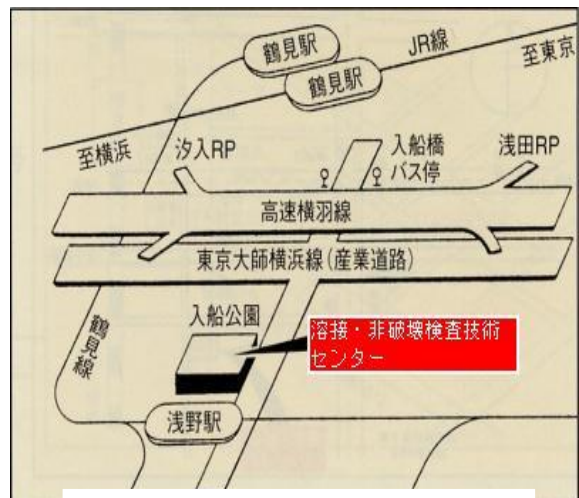 鶴見駅
JR線
至東京
鶴見駅
至横浜
汐入RP
入船橋
バス停
浅田RP
高速横羽線
東京大師横浜線(産業道路)
鶴見線
入船公園
溶接・非破壊検査技術
センター
浅野駅